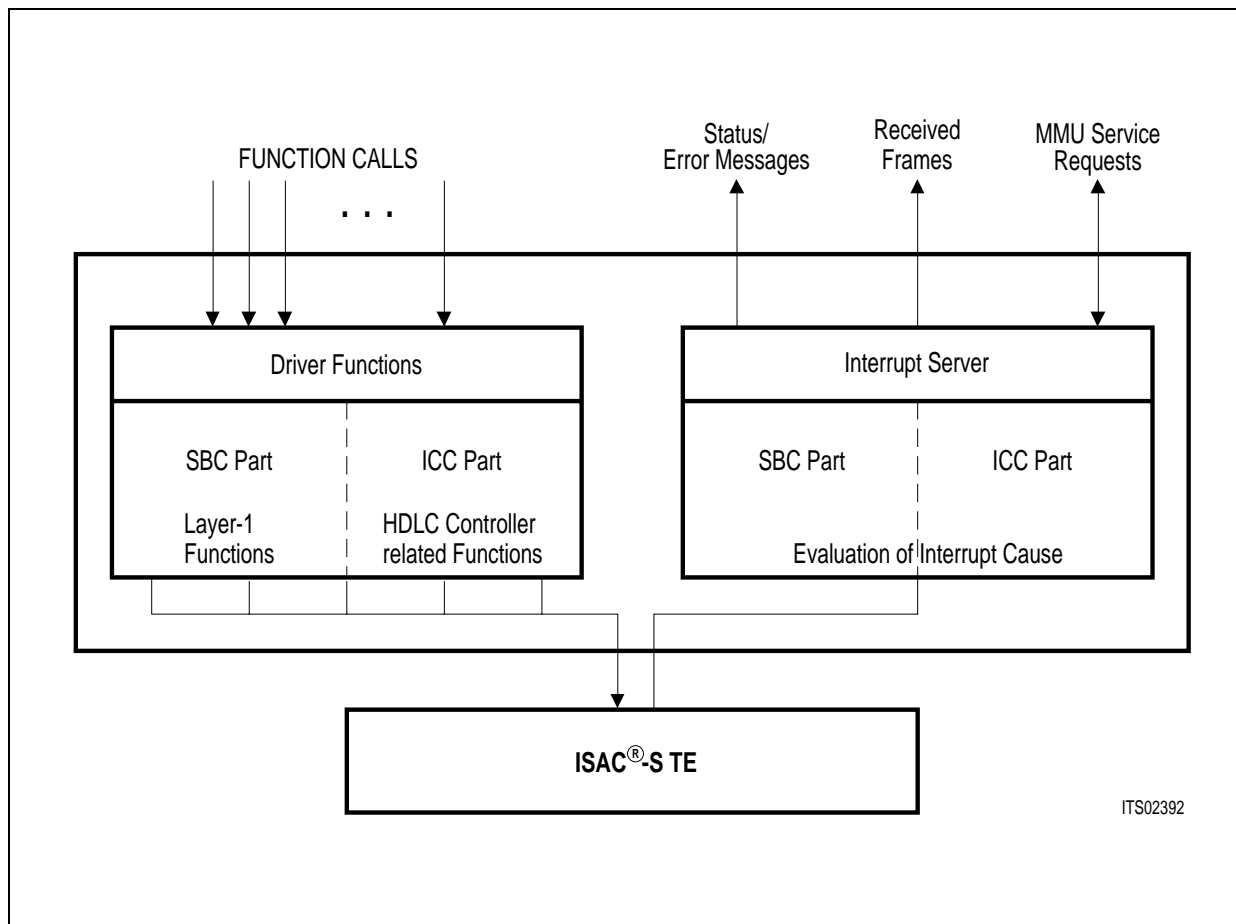 FUNCTION CALLS
. . .
Status/
Error Messages
Received
Frames
MMU Service
Requests
Driver Functions
SBC Part
ICC Part
Layer-1
Functions
HDLC Controller
related Functions
Interrupt Server
SBC Part
ICC Part
Evaluation of Interrupt Cause
ISAC®-S TE
ITS02392